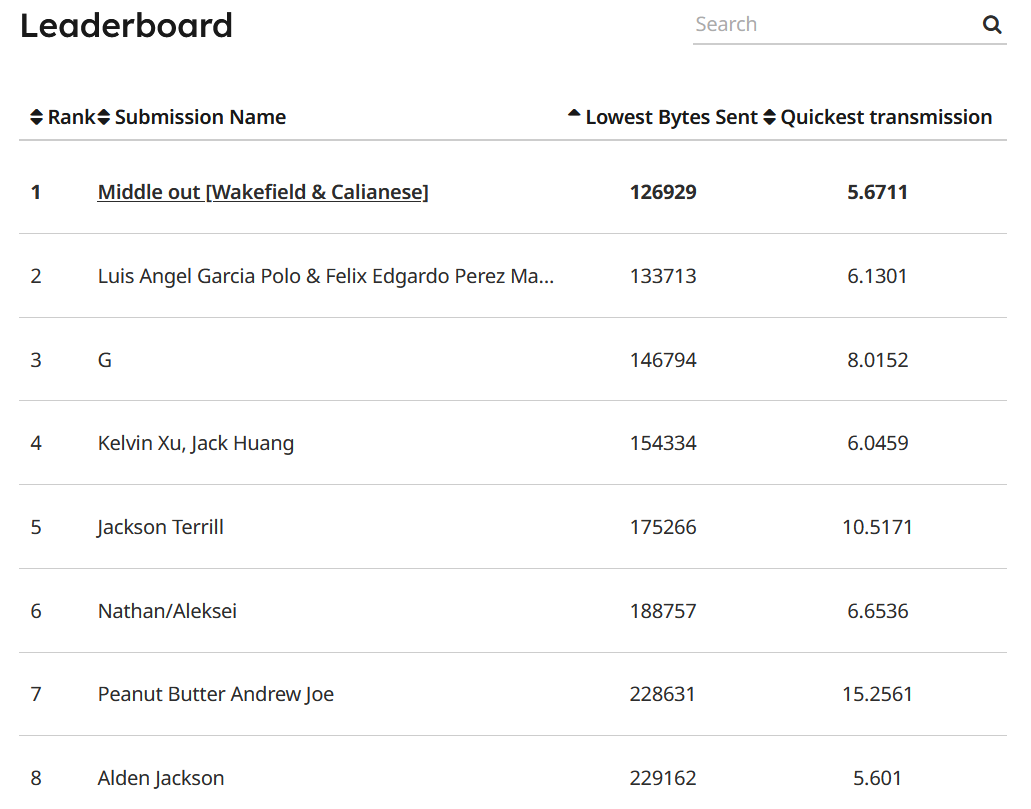 Leaderboard
Search
Rank Submission Name Lowest Bytes Sent Quickest transmission
1 Middle out [Wakefield & Calianese] 126929 5.6711
2 Luis Angel Garcia Polo & Felix Edgardo Perez Ma... 133713 6.1301
3 G 146794 8.0152
4 Kelvin Xu, Jack Huang 154334 6.0459
5 Jackson Terrill 175266 10.5171
6 Nathan/Aleksei 188757 6.6536
7 Peanut Butter Andrew Joe 228631 15.2561
8 Alden Jackson 229162 5.601